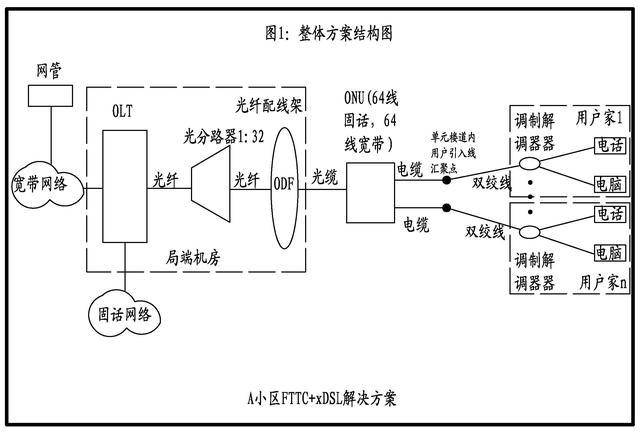 图1: 整体方案结构图
网管
宽带网络
OLT
光纤
光分路器1:32
光纤
光纤配线架
ODF
局端机房
固话网络
光缆
ONU(64线
固话, 64
线宽带)
电缆
电缆
单元楼道内
用户引入线
汇聚点
双绞线
双绞线
调制解
调器器
用户家1
电话
电脑
电话
电脑
调制解
调器器
用户家n
A小区FTTC+xDSL解决方案